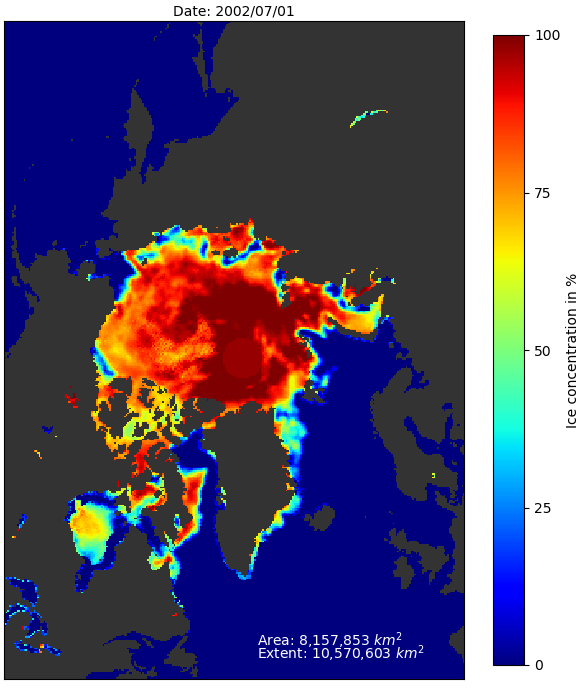 Date: 2002/07/01
100
75
50
25
0
Ice concentration in %
Area: 8,157,853 km²
Extent: 10,570,603 km²